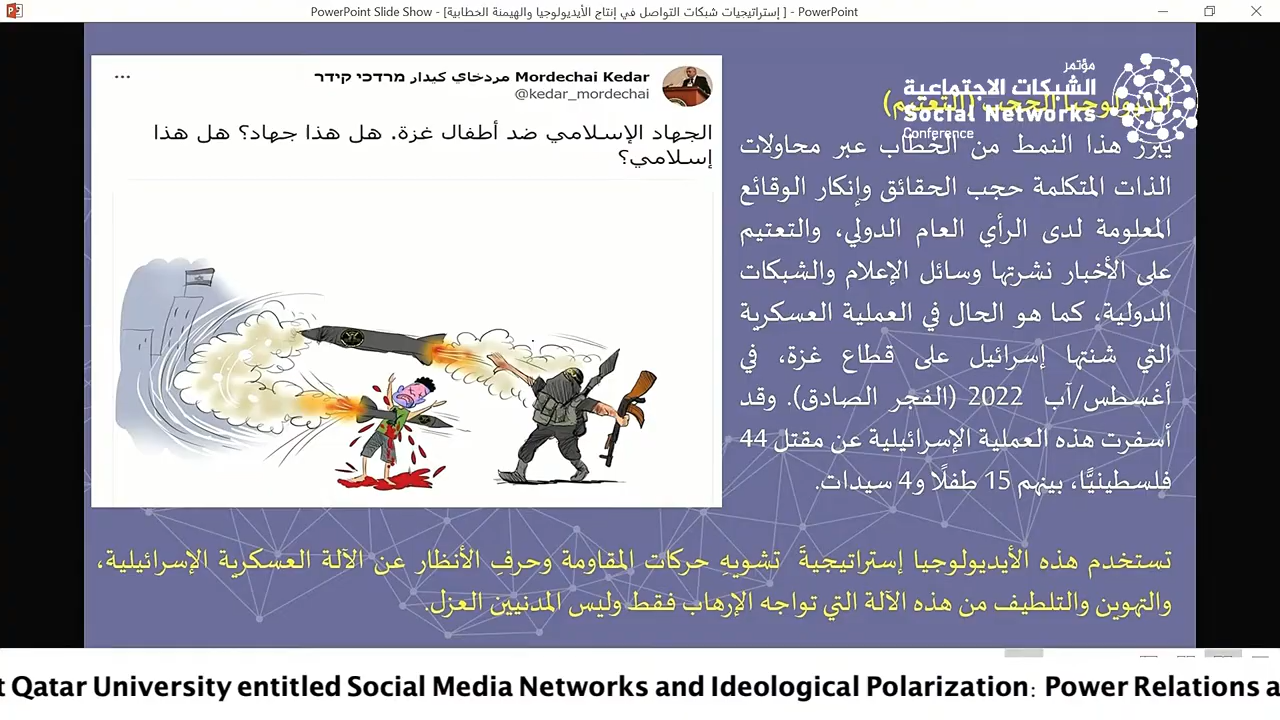 PowerPoint Slide Show - [إستراتيجيات شبكات التواصل في إنتاج الأيديولوجيا والهيمنة الخطابية ] - PowerPoint
Mordechai Kedar مردخاي كيدار מרדכי קידר
@kedar_mordechai
الجهاد الإسلامي ضد أطفال غزة. هل هذا جهاد؟ هل هذا
إسلامي؟
مؤتمر
الشبكات الاجتماعية
Social Networks
Conference
أيديولوجيا الحجب (التعتيم)
يبرز هذا النمط من الخطاب عبر محاولات
الذات المتكلمة حجب الحقائق وإنكار الوقائع
المعلومة لدى الرأي العام الدولي، والتعتيم
على الأخبار نشرتها وسائل الإعلام والشبكات
الدولية، كما هو الحال في العملية العسكرية
التي شنتها إسرائيل على قطاع غزة، في
أغسطس/آب 2022 (الفجر الصادق). وقد
أسفرت هذه العملية الإسرائيلية عن مقتل 44
فلسطينيًّا، بينهم 15 طفلًا و4 سيدات.
تستخدم هذه الأيديولوجيا إستراتيجيةَ تشويهِ حركات المقاومة وحرفِ الأنظار عن الآلة العسكرية الإسرائيلية،
والتهوين والتلطيف من هذه الآلة التي تواجه الإرهاب فقط وليس المدنيين العزل.
t Qatar University entitled Social Media Networks and Ideological Polarization: Power Relations a